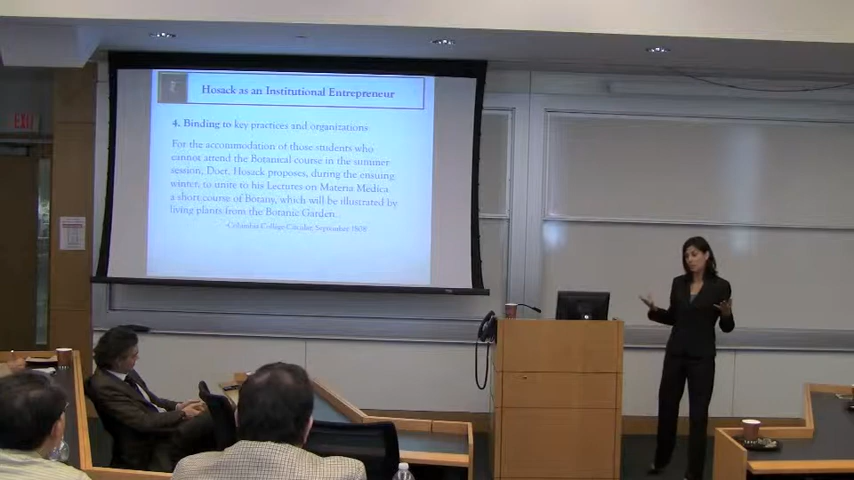 Hosack as an Institutional Entrepreneur
4. Binding to key practices and organizations
For the accommodation of those students who
cannot attend the Botanical course in the summer
session, Doct. Hosack proposes, during the ensuing
winter, to unite to his Lectures on Materia Medica
a short course of Botany, which will be illustrated by
living plants from the Botanic Garden.
-Columbia College Circular, September
EXIT